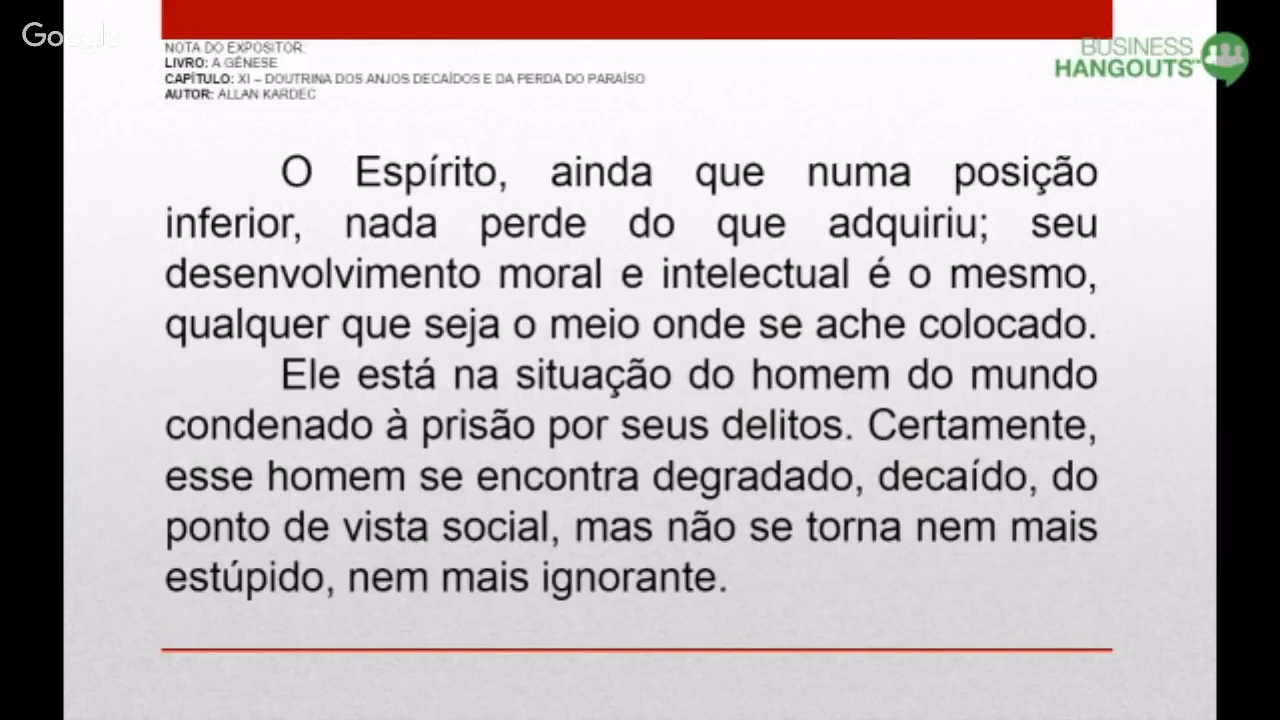 Google
NOTA DO EXPOSITOR:
LIVRO: A GÊNESE
CAPÍTULO: XI – DOUTRINA DOS ANJOS DECAÍDOS E DA PERDA DO PARAÍSO
AUTOR: ALLAN KARDEC
BUSINESS
HANGOUTS
O Espírito, ainda que numa posição
inferior, nada perde do que adquiriu; seu
desenvolvimento moral e intelectual é o mesmo,
qualquer que seja o meio onde se ache colocado.
Ele está na situação do homem do mundo
condenado à prisão por seus delitos. Certamente,
esse homem se encontra degradado, decaído, do
ponto de vista social, mas não se torna nem mais
estúpido, nem mais ignorante.